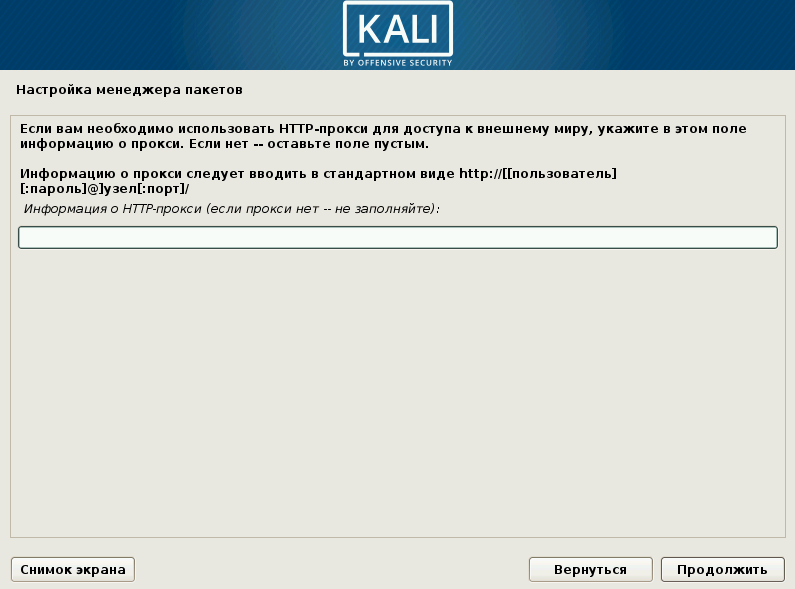 KALI
BY OFFENSIVE SECURITY
Настройка менеджера пакетов
Если вам необходимо использовать HTTP-прокси для доступа к внешнему миру, укажите в этом поле
информацию о прокси. Если нет -- оставьте поле пустым.
Информацию о прокси следует вводить в стандартном виде http://[[пользователь]
[:пароль]@]узел[:порт]/
Информация о HTTP-прокси (если прокси нет -- не заполняйте):
Снимок экрана
Вернуться
Продолжить